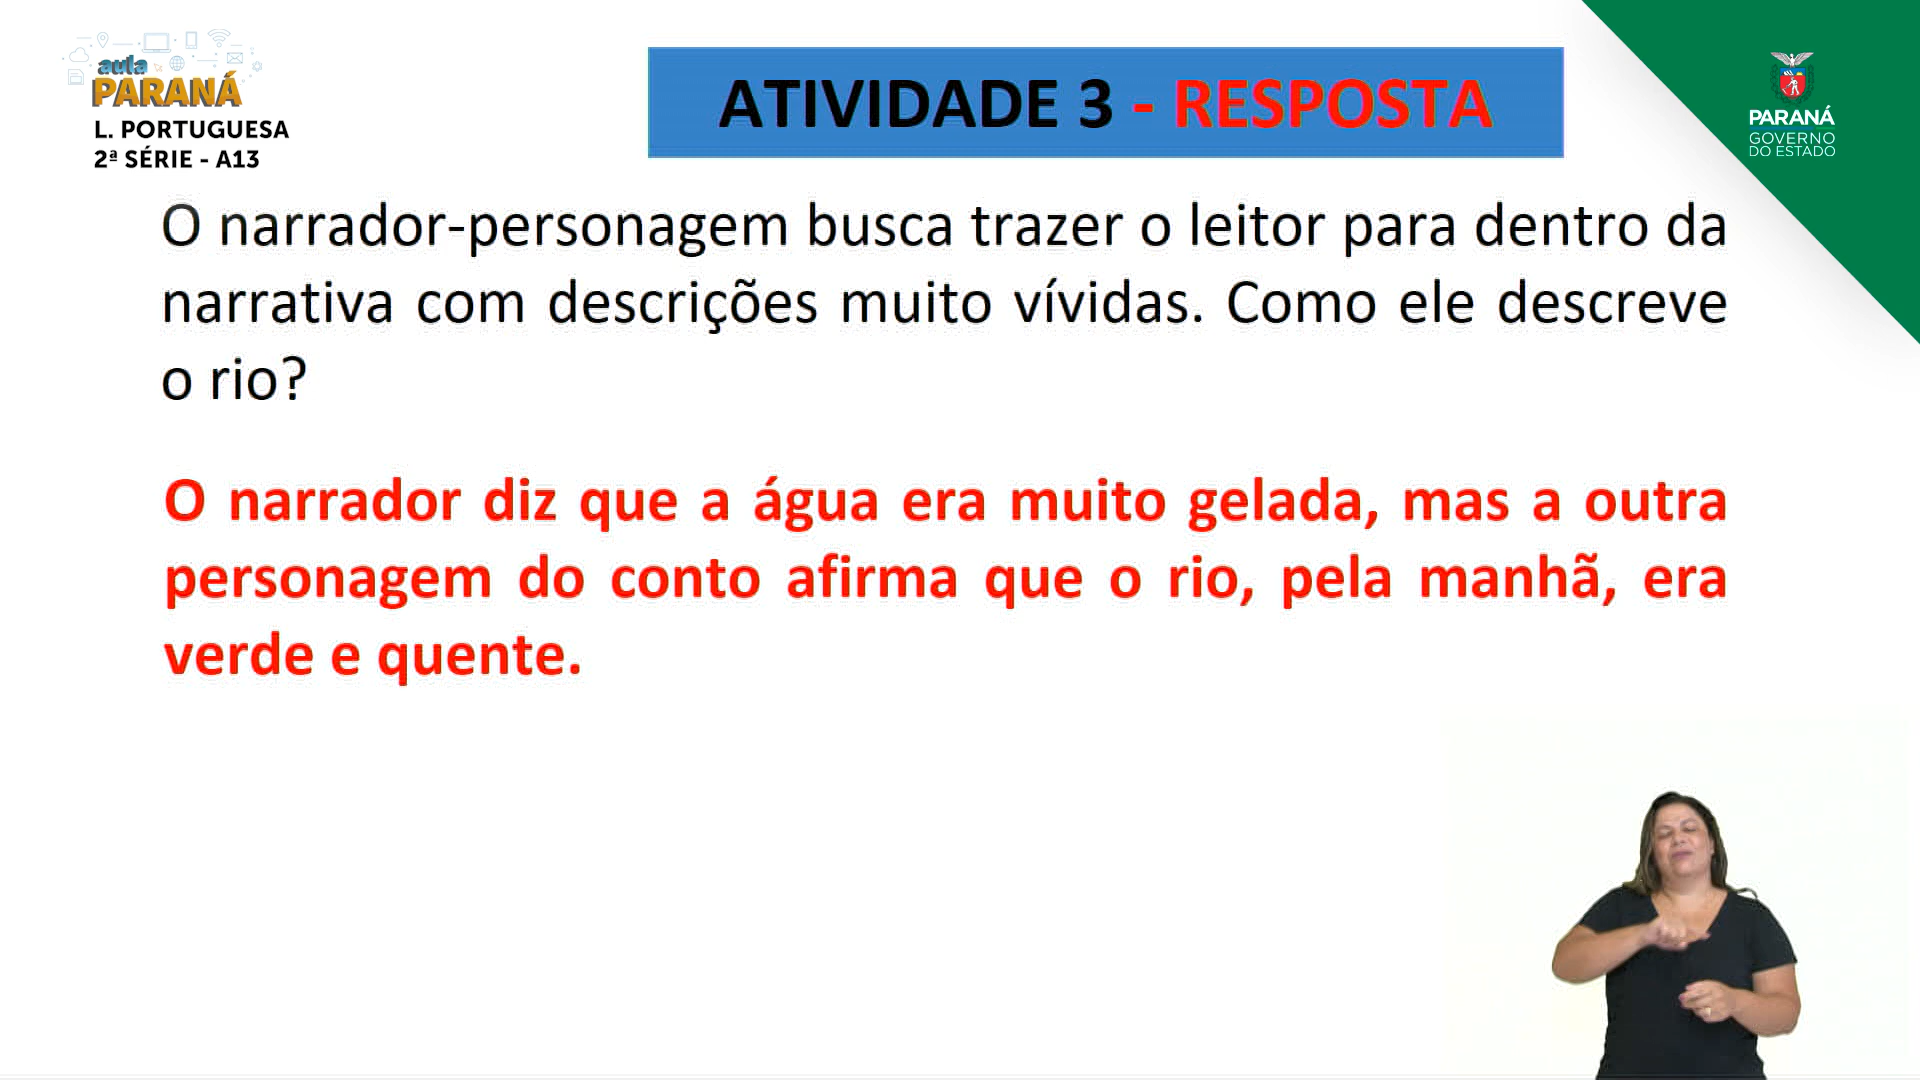 aula
PARANÁ
L. PORTUGUESA
2ª SÉRIE - A13
ATIVIDADE 3 - RESPOSTA
PARANÁ
GOVERNO
DO ESTADO
O narrador-personagem busca trazer o leitor para dentro da
narrativa com descrições muito vívidas. Como ele descreve
o rio?
O narrador diz que a água era muito gelada, mas a outra
personagem do conto afirma que o rio, pela manhã, era
verde e quente.